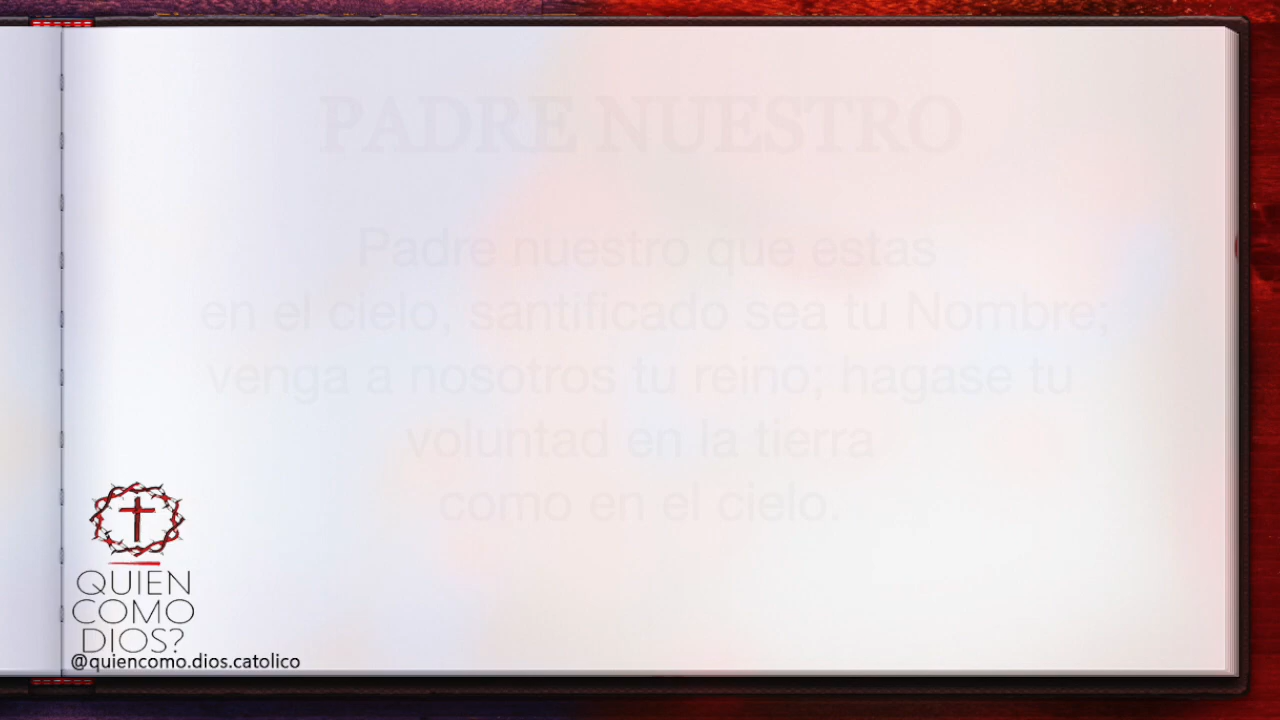 PADRE NUESTRO
Padre nuestro que estas
en el cielo, santificado sea tu Nombre;
venga a nosotros tu reino; hagase tu
voluntad en la tierra
como en el cielo.
QUIEN
COMO
DIOS?
@quiencomo.dios.catolico